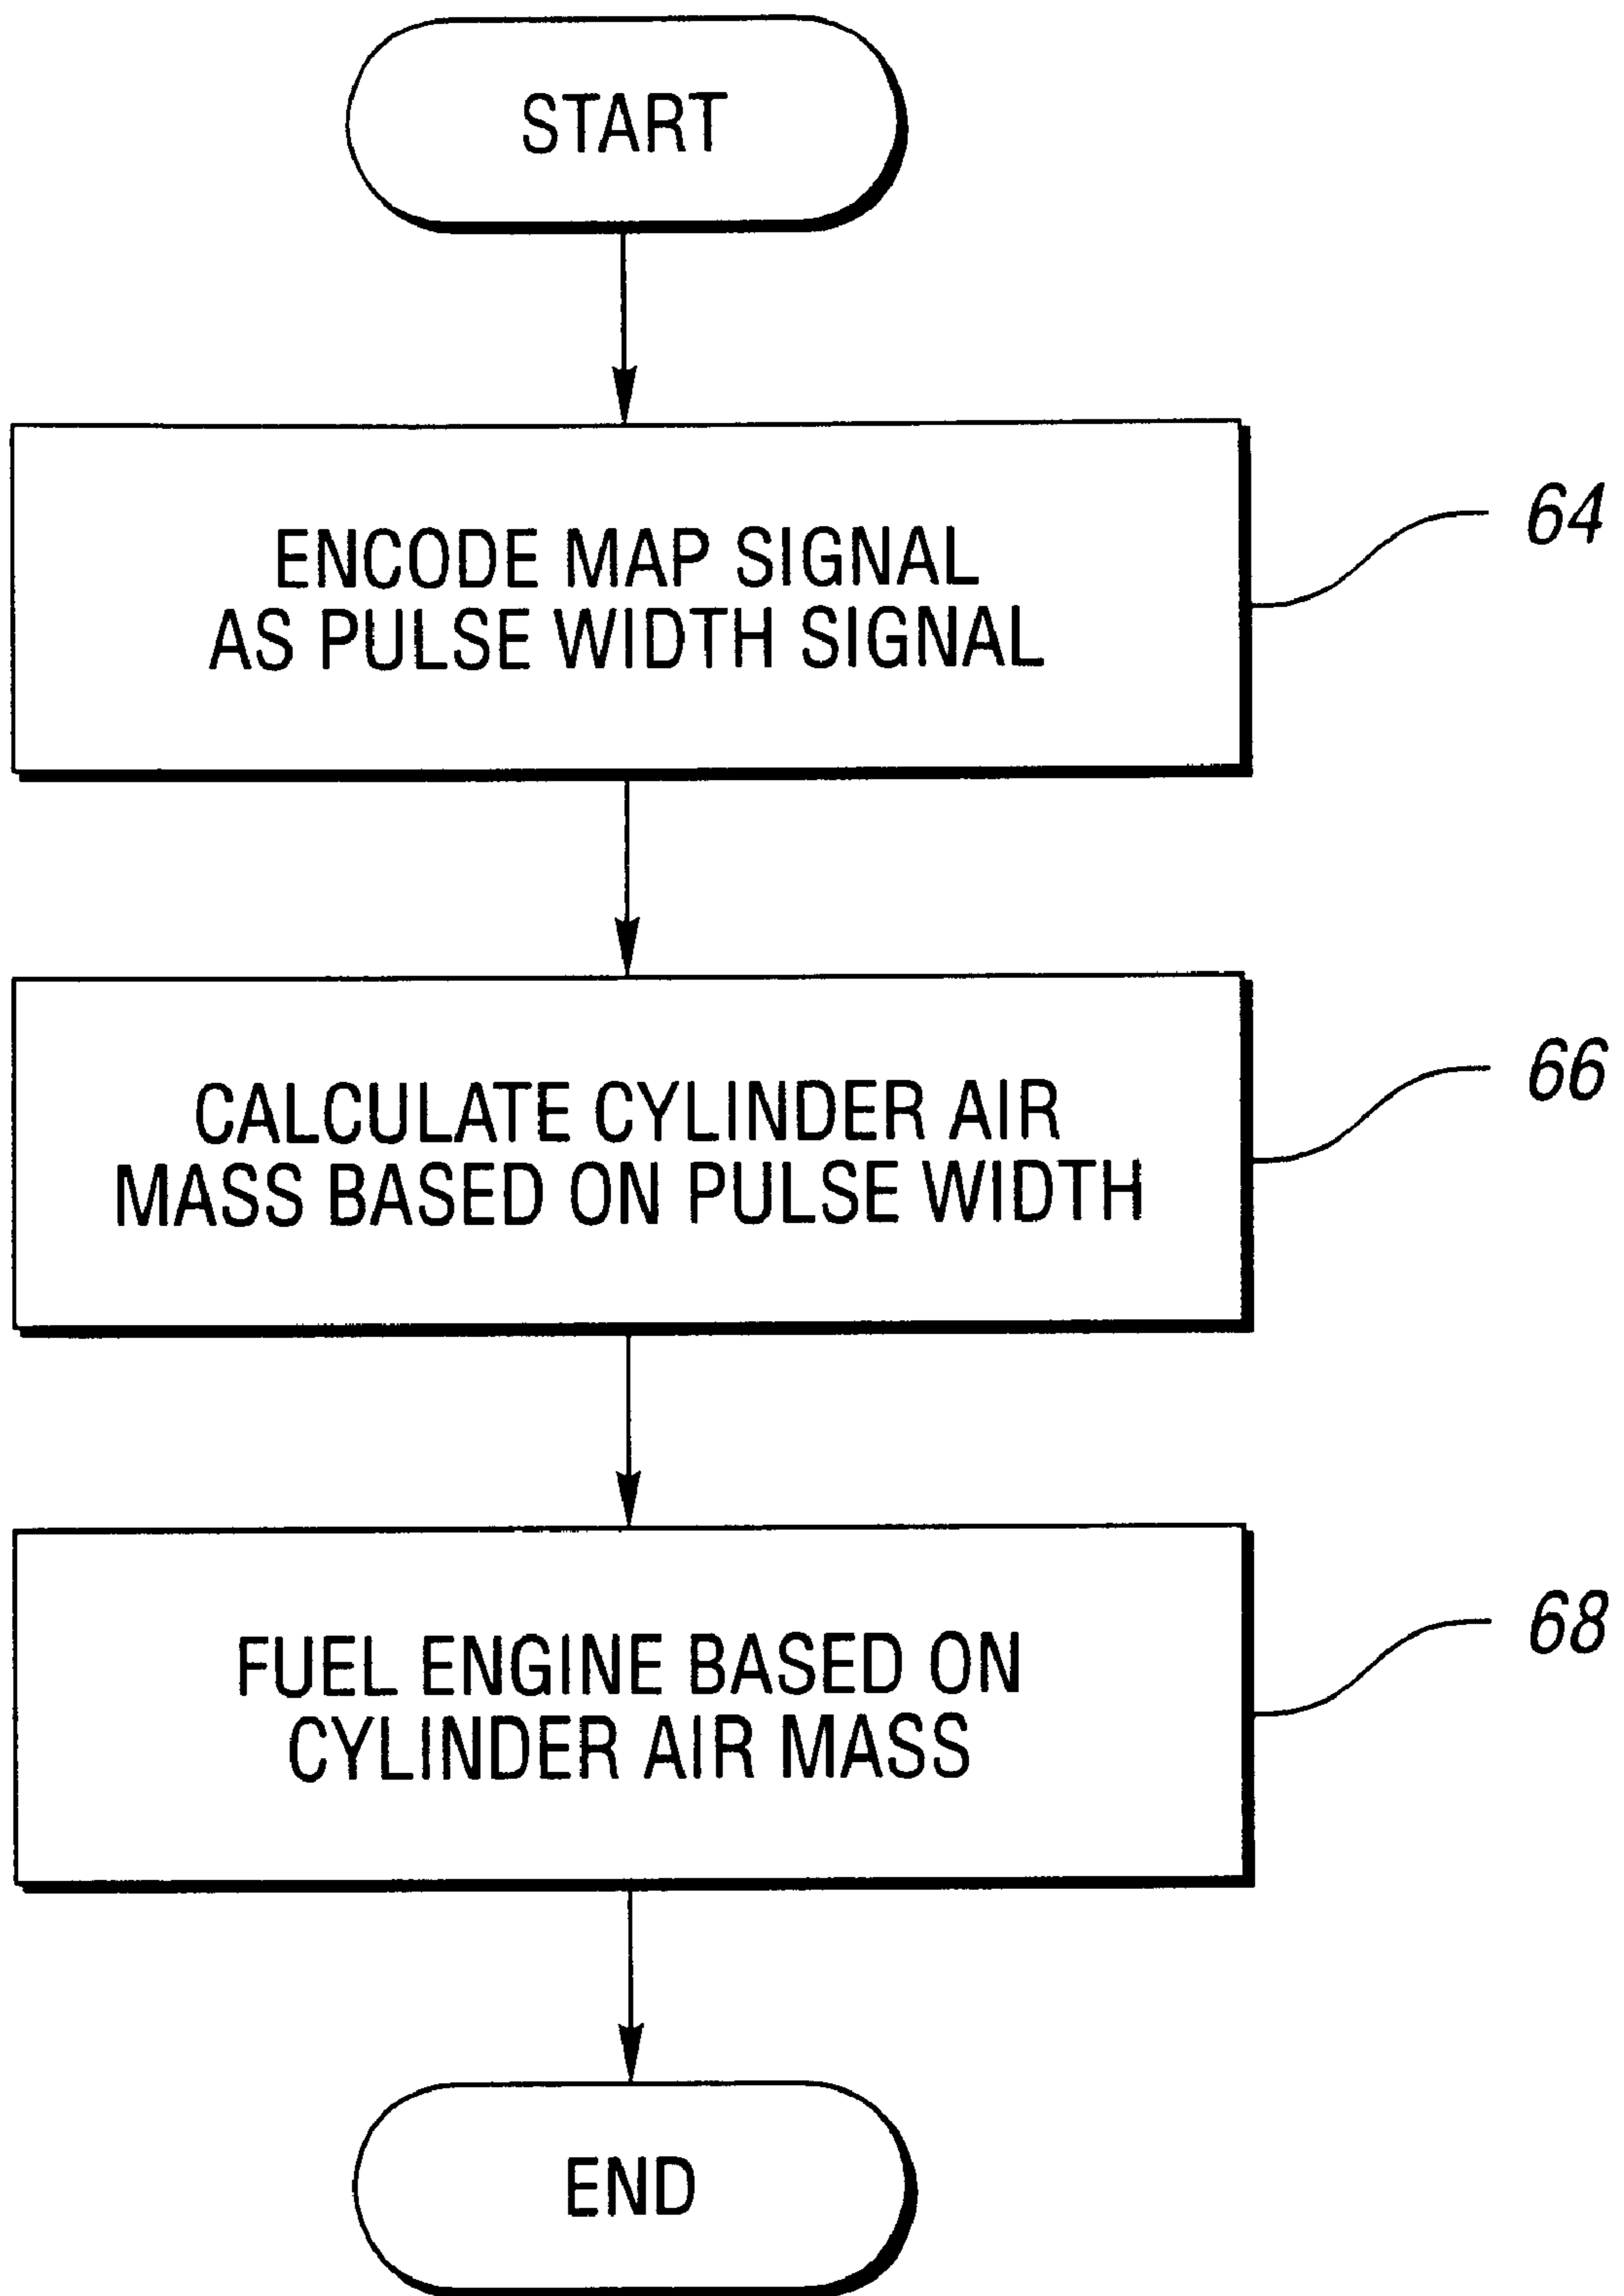 START
ENCODE MAP SIGNAL
AS PULSE WIDTH SIGNAL
64
CALCULATE CYLINDER AIR
MASS BASED ON PULSE WIDTH
66
FUEL ENGINE BASED ON
CYLINDER AIR MASS
68
END